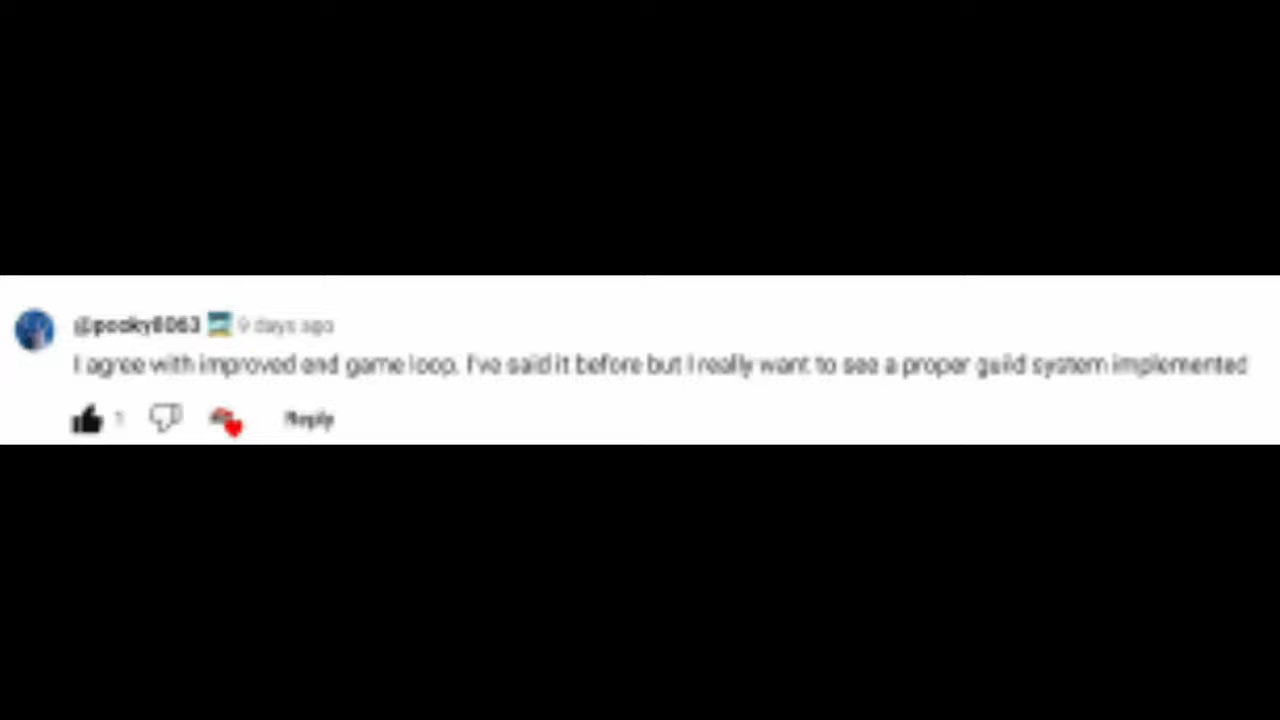 9 days ago
I agree with improved end game loop. I've said it before but I really want to see a proper guild system implemented
1
Reply